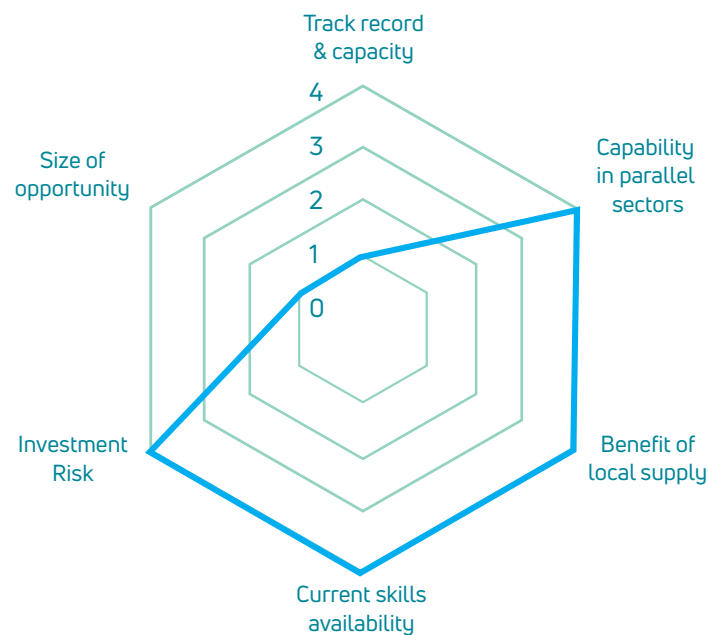 Track record
& capacity
4
3
2
1
0
Size of
opportunity
Capability
in parallel
sectors
Investment
Risk
Benefit of
local supply
Current skills
availability